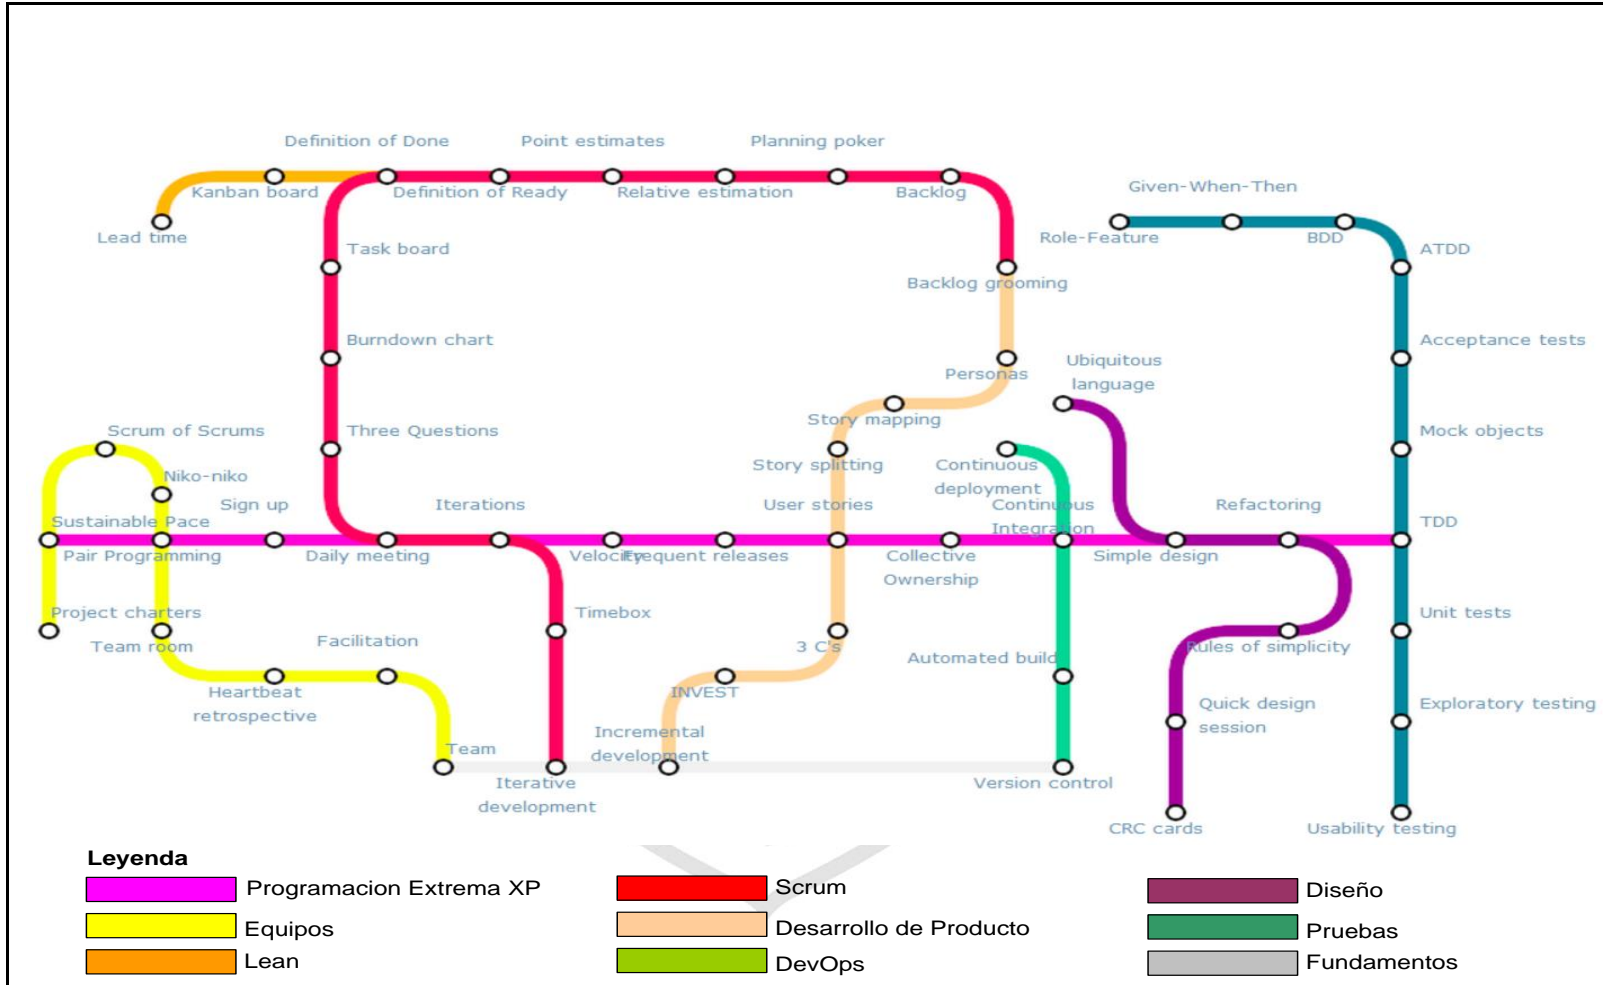 Definition of Done
Point estimates
Planning poker
Kanban board
Definition of Ready
Relative estimation
Backlog
Given-When-Then
Lead time
Role-Feature
BDD
Task board
ATDD
Backlog grooming
Burndown chart
Acceptance tests
Ubiquitous
language
Personas
Story mapping
Scrum of Scrums
Three Questions
Mock objects
Story splitting
Continuous
deployment
Niko-niko
Sign up
Iterations
User stories
Continuous
Integration
Refactoring
Sustainable Pace
TDD
Pair Programming
Daily meeting
Velocity
Frequent releases
Collective
Ownership
Simple design
Project charters
Timebox
Unit tests
Team room
Facilitation
3 C's
Rules of simplicity
Automated build
Heartbeat
retrospective
INVEST
Quick design
session
Exploratory testing
Incremental
development
Team
Iterative
development
Version control
CRC cards
Usability testing
Leyenda
Programacion Extrema XP
Scrum
Diseño
Equipos
Desarrollo de Producto
Pruebas
Lean
DevOps
Fundamentos